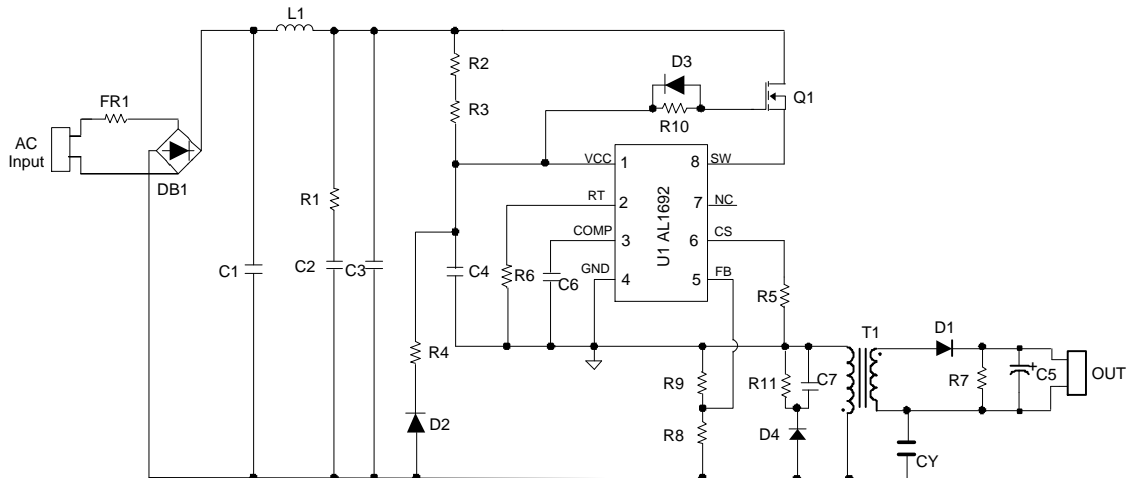 L1
R2
D3
FR1
R3
Q1
AC
Input
R10
DB1
VCC 1 8 SW
R1
RT 2 7 NC
U1 AL1692
COMP 3 6 CS
C1
C2
C3
C4
R6
C6
GND 4 5 FB
R5
T1
D1
R4
R9
R11
C7
R7
+
C5
OUT
D2
R8
D4
CY